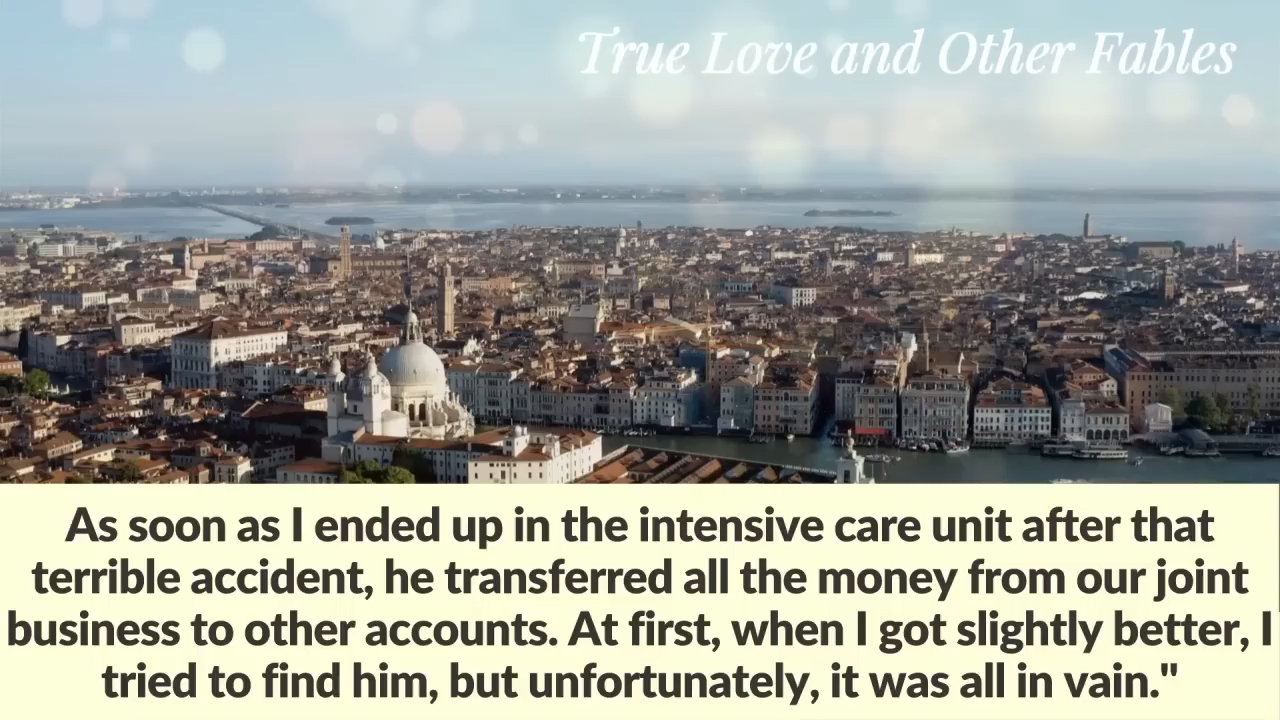 True Love and Other Fables
As soon as I ended up in the intensive care unit after that
terrible accident, he transferred all the money from our joint
business to other accounts. At first, when I got slightly better, I
tried to find him, but unfortunately, it was all in vain."